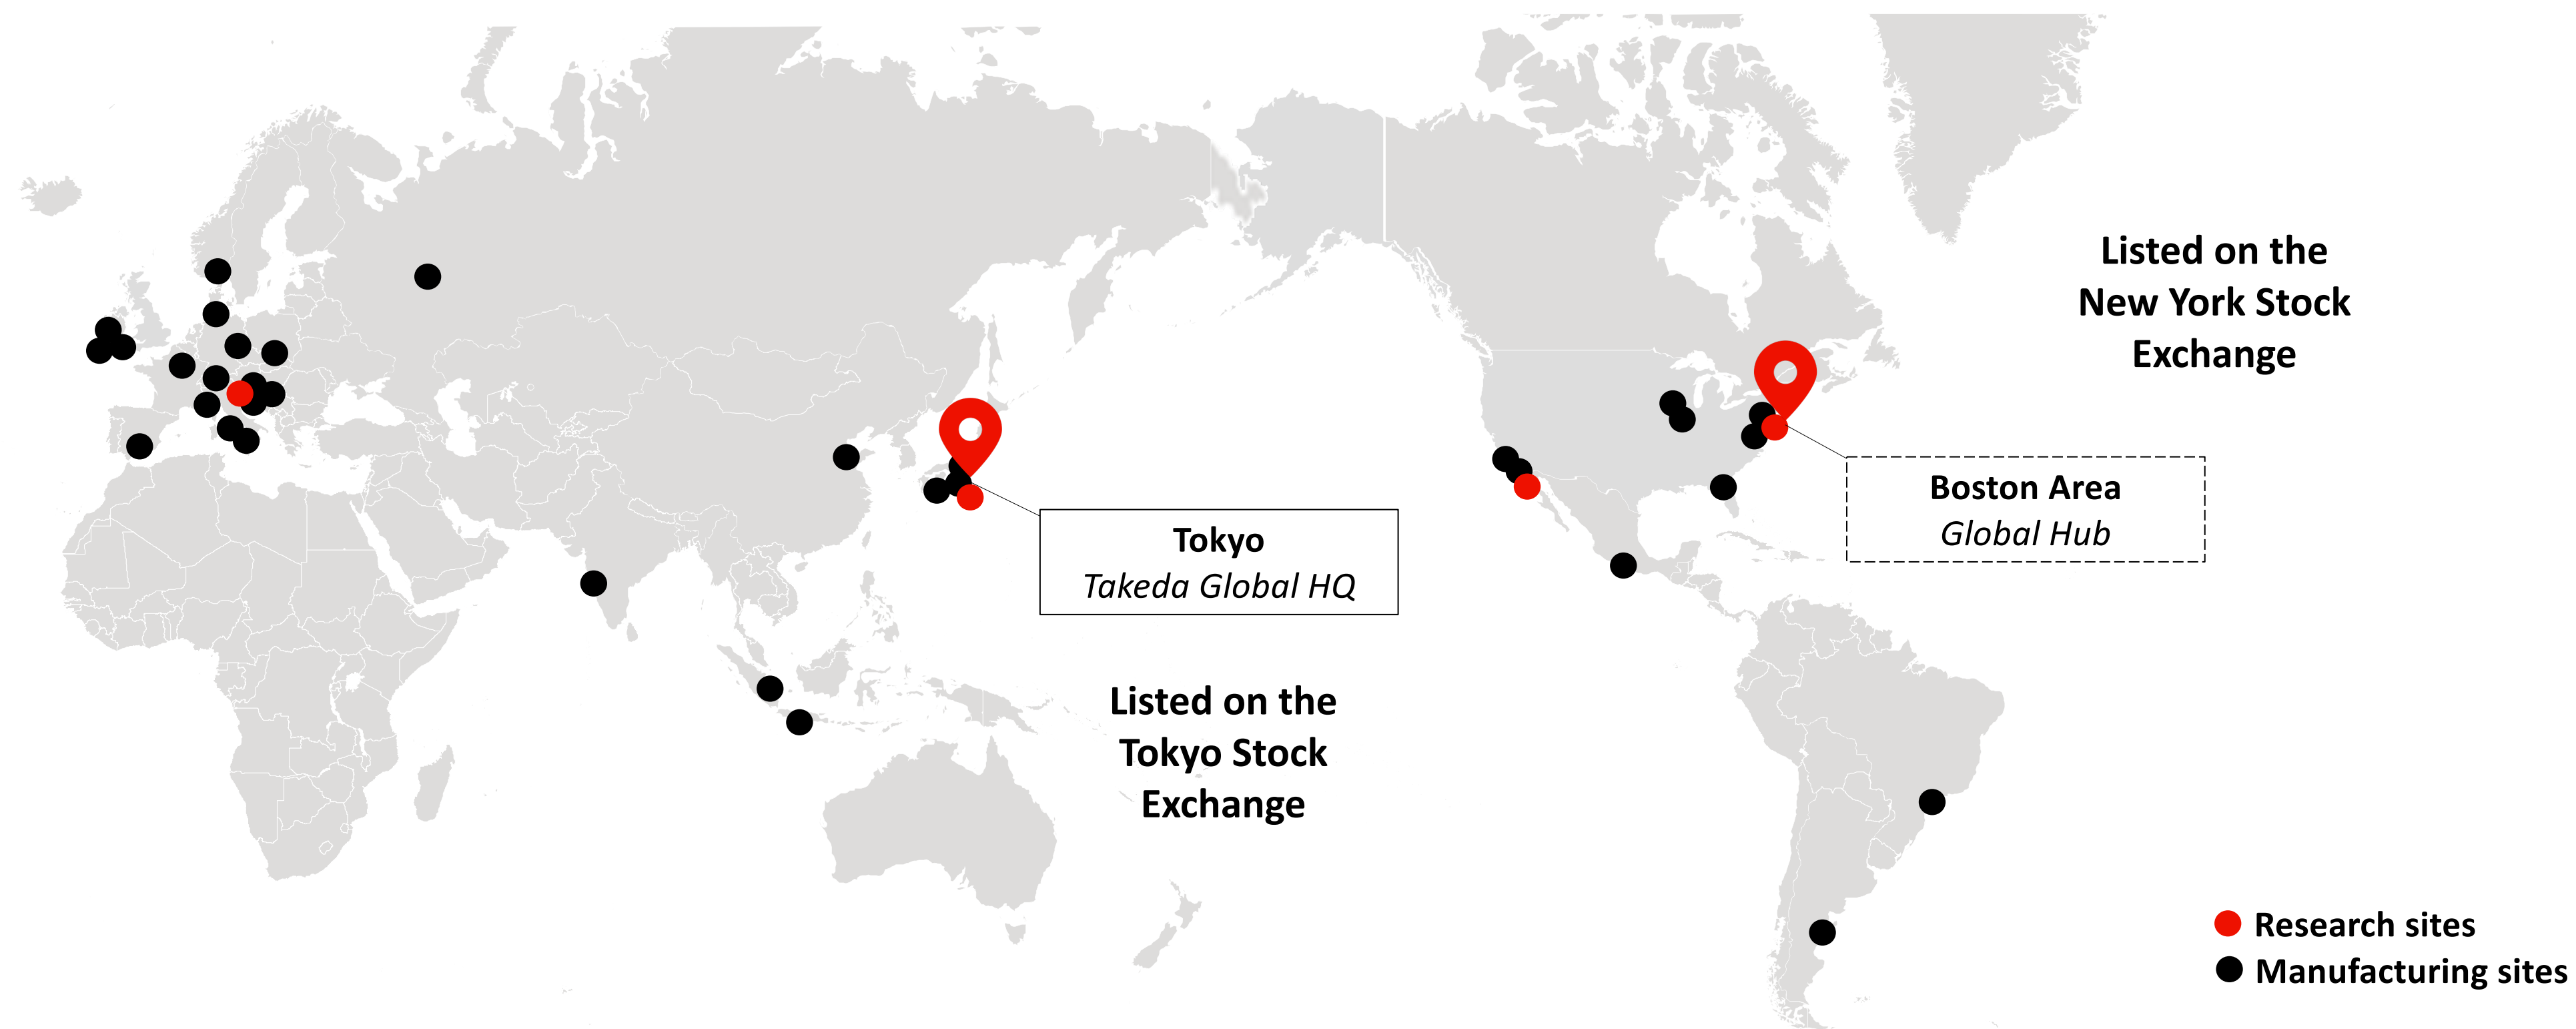 Listed on the
New York Stock
Exchange
Boston Area
Global Hub
Tokyo
Takeda Global HQ
Listed on the
Tokyo Stock
Exchange
Research sites
Manufacturing sites